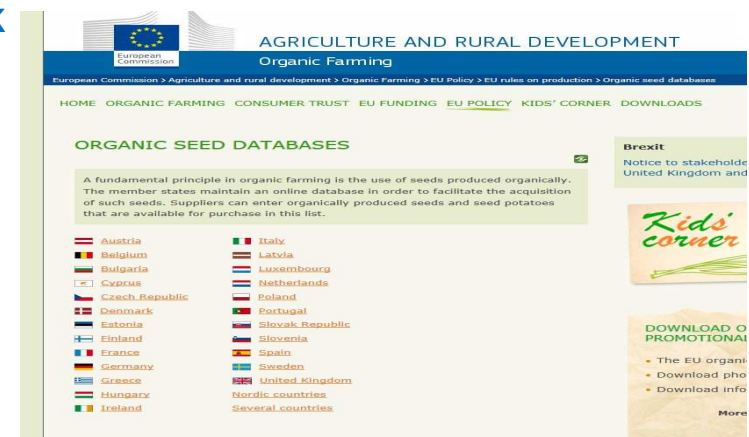 K
European
Commission
AGRICULTURE AND RURAL DEVELOPMENT
Organic Farming
European Commission > Agriculture and rural development > Organic Farming > EU Policy > EU rules on production > Organic seed databases
HOME ORGANIC FARMING CONSUMER TRUST EU FUNDING EU POLICY KIDS' CORNER DOWNLOADS
ORGANIC SEED DATABASES
A fundamental principle in organic farming is the use of seeds produced organically.
The member states maintain an online database in order to facilitate the acquisition
of such seeds. Suppliers can enter organically produced seeds and seed potatoes
that are available for purchase in this list.
Austria
Belgium
Bulgaria
Cyprus
Czech Republic
Denmark
Estonia
Finland
France
Germany
Greece
Hungary
Ireland
Italy
Latvia
Luxembourg
Netherlands
Poland
Portugal
Slovak Republic
Slovenia
Spain
Sweden
United Kingdom
Nordic countries
Several countries
Brexit
Notice to stakeholde
United Kingdom and
Kids'
corner
DOWNLOAD O
PROMOTIONAL
• The EU organi
• Download pho
• Download info
More